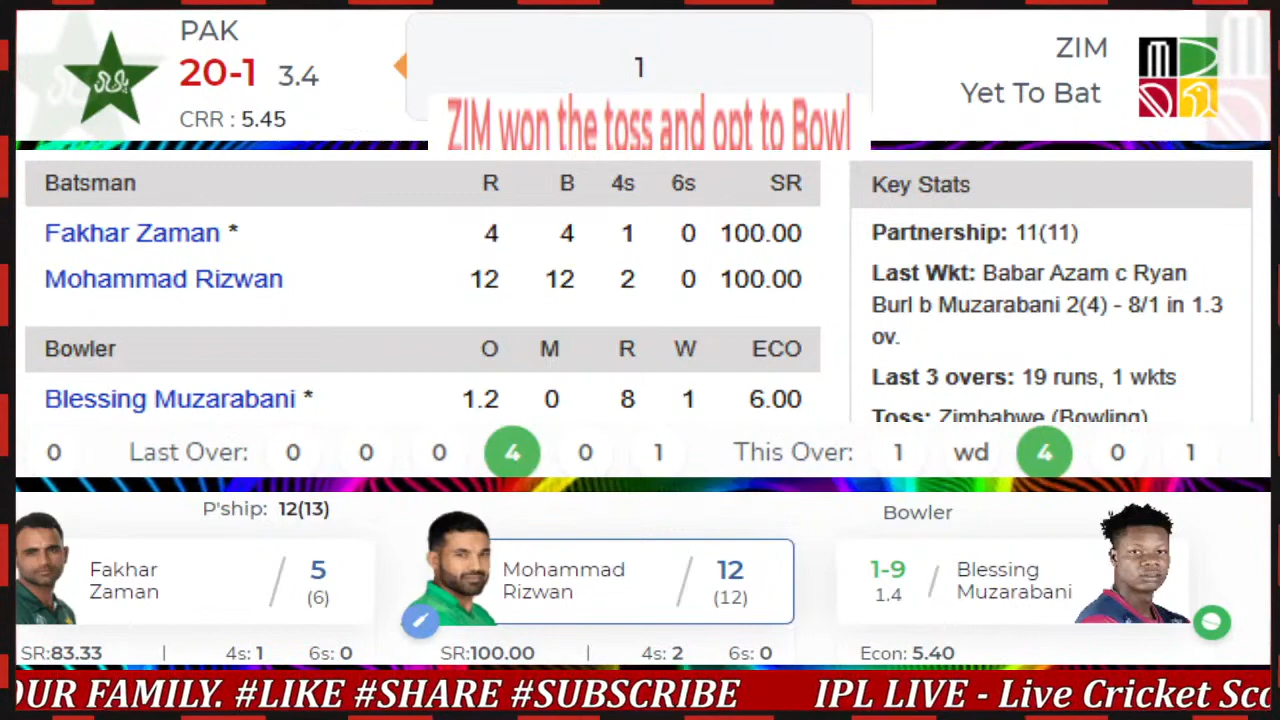 PAK
20-1 3.4
CRR : 5.45
1
ZIM won the toss and opt to Bowl
ZIM
Yet To Bat
Batsman R B 4s 6s SR
Fakhar Zaman * 4 4 1 0 100.00
Mohammad Rizwan 12 12 2 0 100.00
Bowler O M R W ECO
Blessing Muzarabani * 1.2 0 8 1 6.00
Key Stats
Partnership: 11(11)
Last Wkt: Babar Azam c Ryan
Burl b Muzarabani 2(4) - 8/1 in 1.3
ov.
Last 3 overs: 19 runs, 1 wkts
Toss: Zimbabwe (Bowling)
0 Last Over: 0 0 0 4 0 1 This Over: 1 wd 4 0 1
P'ship: 12(13)
Fakhar
Zaman
5
(6)
SR:83.33 | 4s: 1 6s: 0
Mohammad
Rizwan
12
(12)
SR:100.00 | 4s: 2 6s: 0
Bowler
1-9
1.4
Blessing
Muzarabani
Econ: 5.40
OUR FAMILY. #LIKE #SHARE #SUBSCRIBE IPL LIVE - Live Cricket Sco